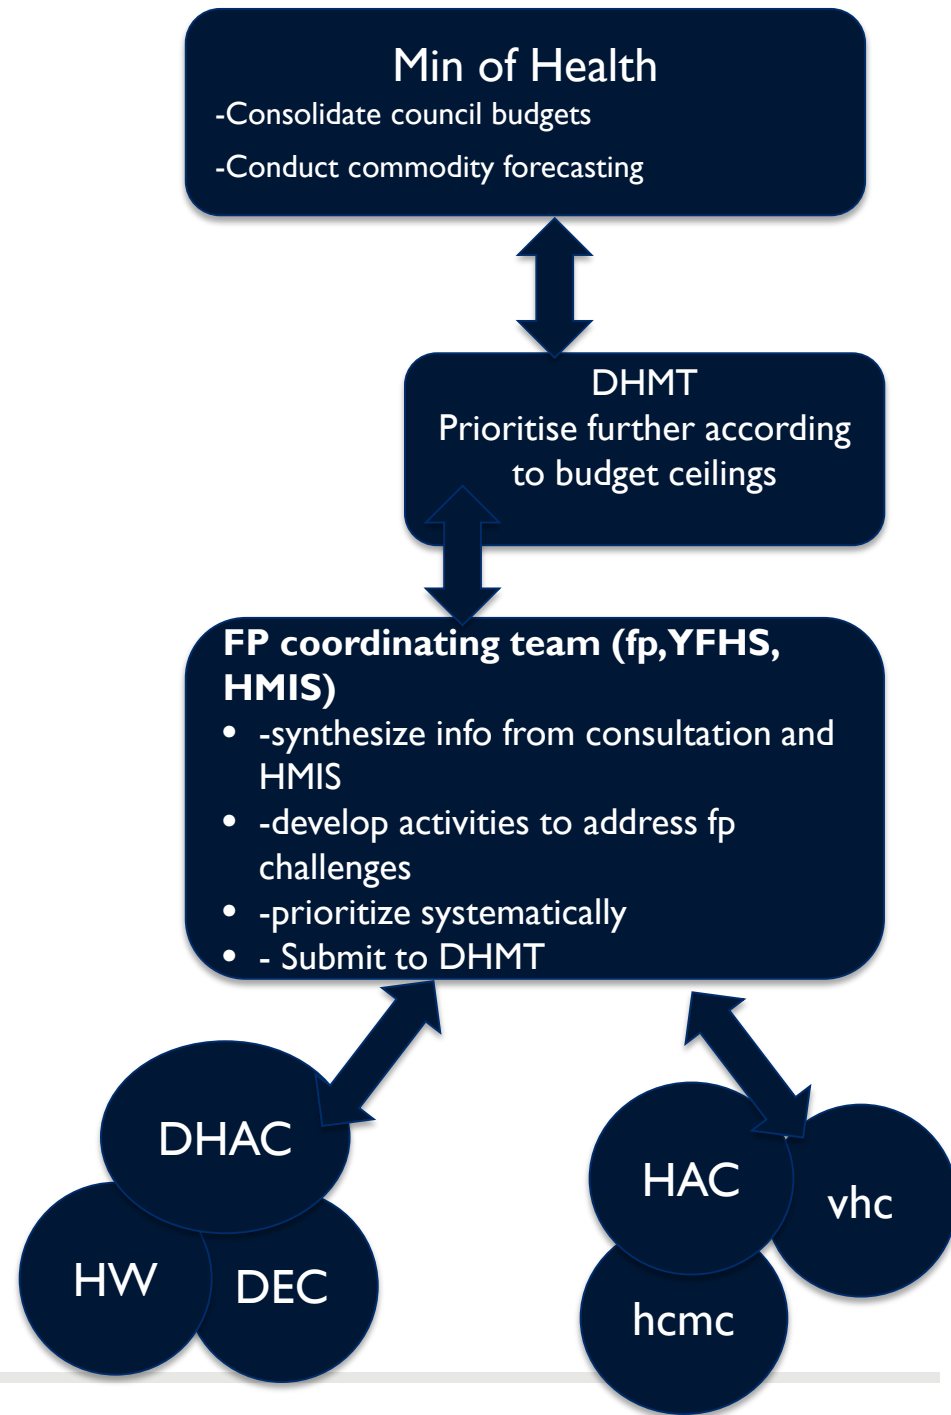 Min of Health
-Consolidate council budgets
-Conduct commodity forecasting
DHMT
Prioritise further according
to budget ceilings
FP coordinating team (fp,YFHS,
HMIS)
• -synthesize info from consultation and
HMIS
• -develop activities to address fp
challenges
• -prioritize systematically
• - Submit to DHMT
DHAC
HW
DEC
HAC
vhc
hcmc